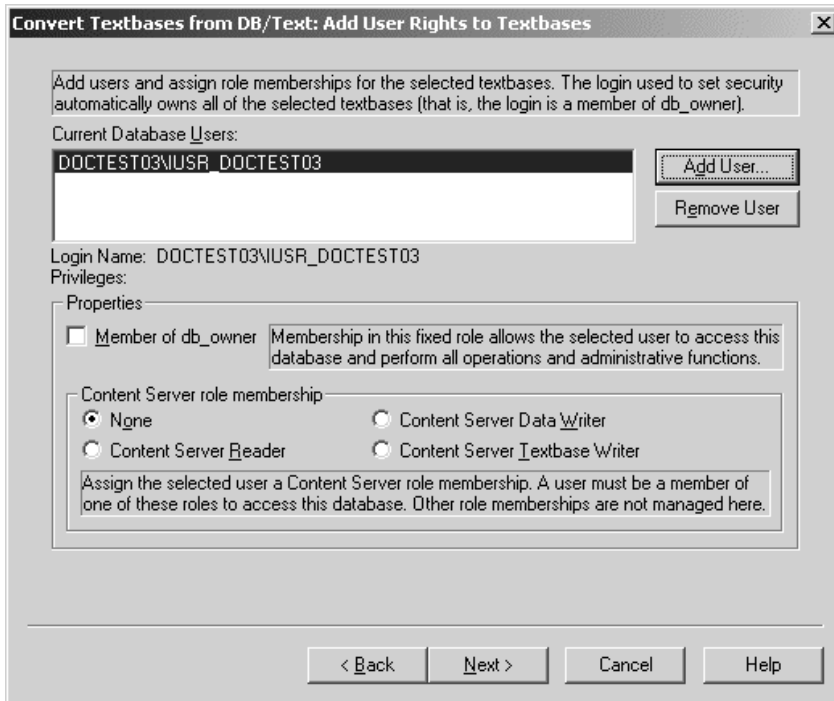 Convert Textbases from DB/Text: Add User Rights to Textbases
Add users and assign role memberships for the selected textbases. The login used to set security
automatically owns all of the selected textbases (that is, the login is a member of db_owner).
Current Database Users:
DOCTEST03\IUSR_DOCTEST03
Add User...
Remove User
Login Name: DOCTEST03\IUSR_DOCTEST03
Privileges:
Properties
Member of db_owner
Membership in this fixed role allows the selected user to access this
database and perform all operations and administrative functions.
Content Server role membership
None
Content Server Data Writer
Content Server Reader
Content Server Textbase Writer
Assign the selected user a Content Server role membership. A user must be a member of
one of these roles to access this database. Other role memberships are not managed here.
< Back
Next >
Cancel
Help